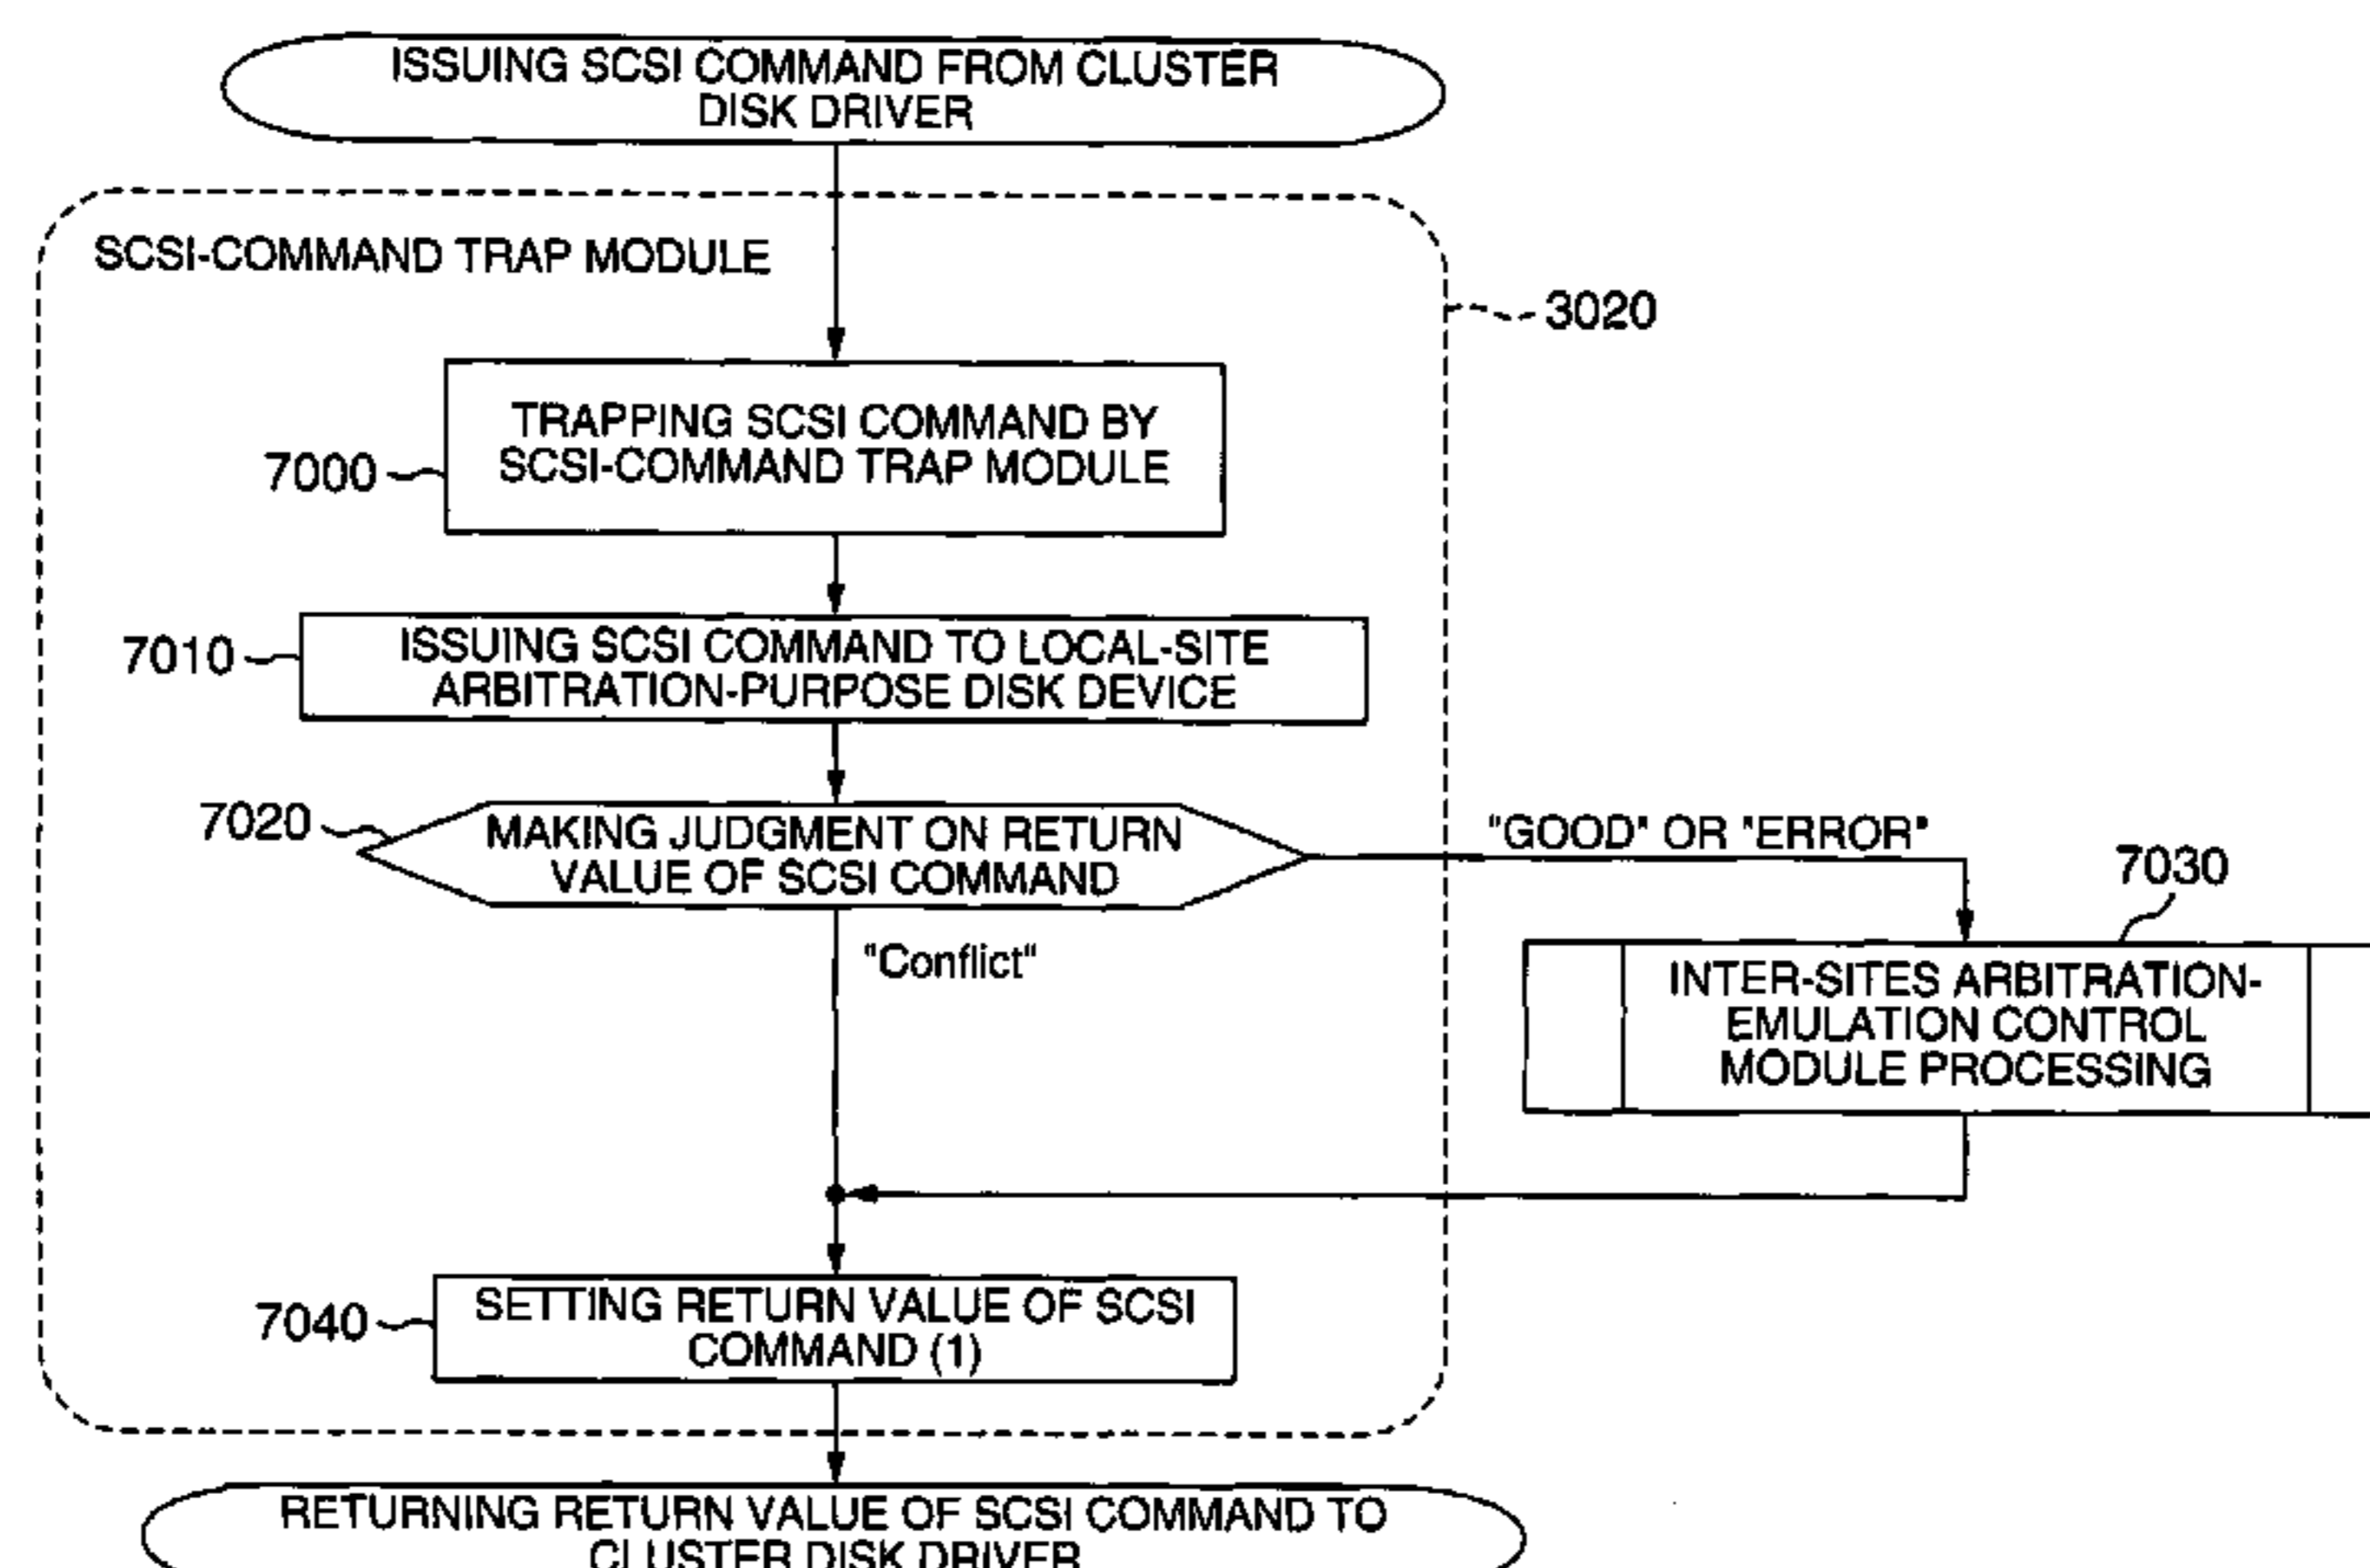 ISSUING SCSI COMMAND FROM CLUSTER
DISK DRIVER
SCSI-COMMAND TRAP MODULE
3020
TRAPPING SCSI COMMAND BY
SCSI-COMMAND TRAP MODULE
7000
7010
ISSUING SCSI COMMAND TO LOCAL-SITE
ARBITRATION-PURPOSE DISK DEVICE
7020
MAKING JUDGMENT ON RETURN
VALUE OF SCSI COMMAND
"GOOD" OR "ERROR"
7030
"Conflict"
INTER-SITES ARBITRATION-
EMULATION CONTROL
MODULE PROCESSING
7040
SETTING RETURN VALUE OF SCSI
COMMAND (1)
RETURNING RETURN VALUE OF SCSI COMMAND TO
CLUSTER DISK DRIVER